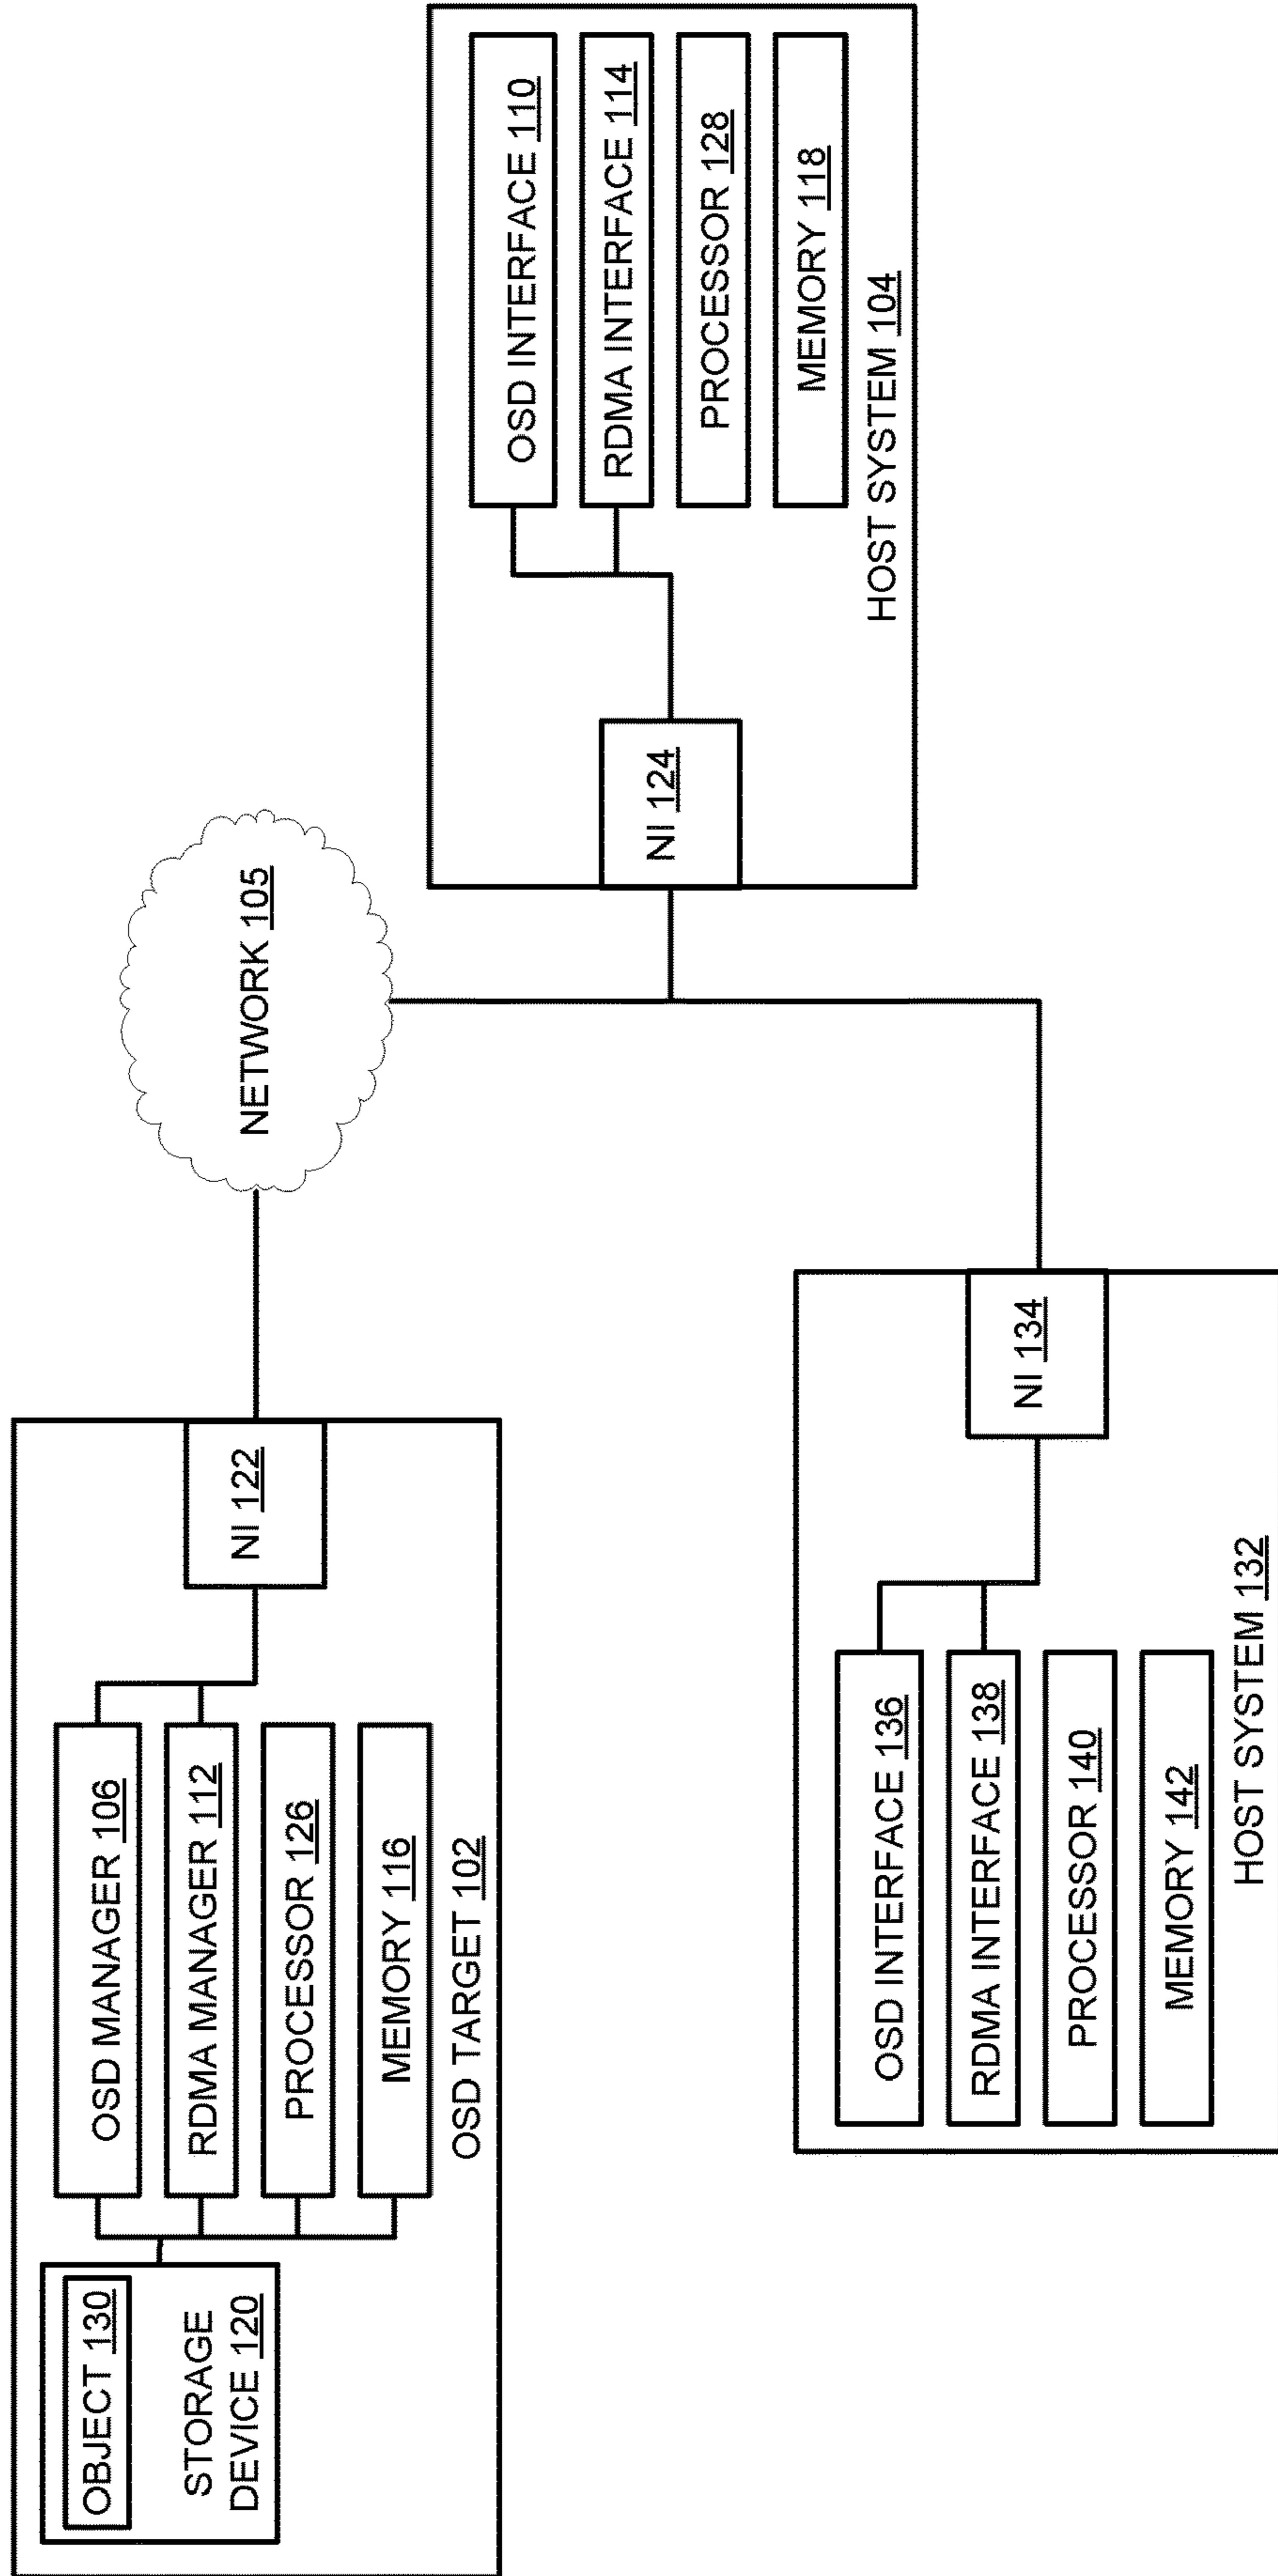 OBJECT 130
STORAGE
DEVICE 120
OSD MANAGER 106
RDMA MANAGER 112
PROCESSOR 126
MEMORY 116
OSD TARGET 102
NI 122
NETWORK 105
NI 124
OSD INTERFACE 110
RDMA INTERFACE 114
PROCESSOR 128
MEMORY 118
HOST SYSTEM 104
OSD INTERFACE 136
RDMA INTERFACE 138
PROCESSOR 140
MEMORY 142
HOST SYSTEM 132
NI 134